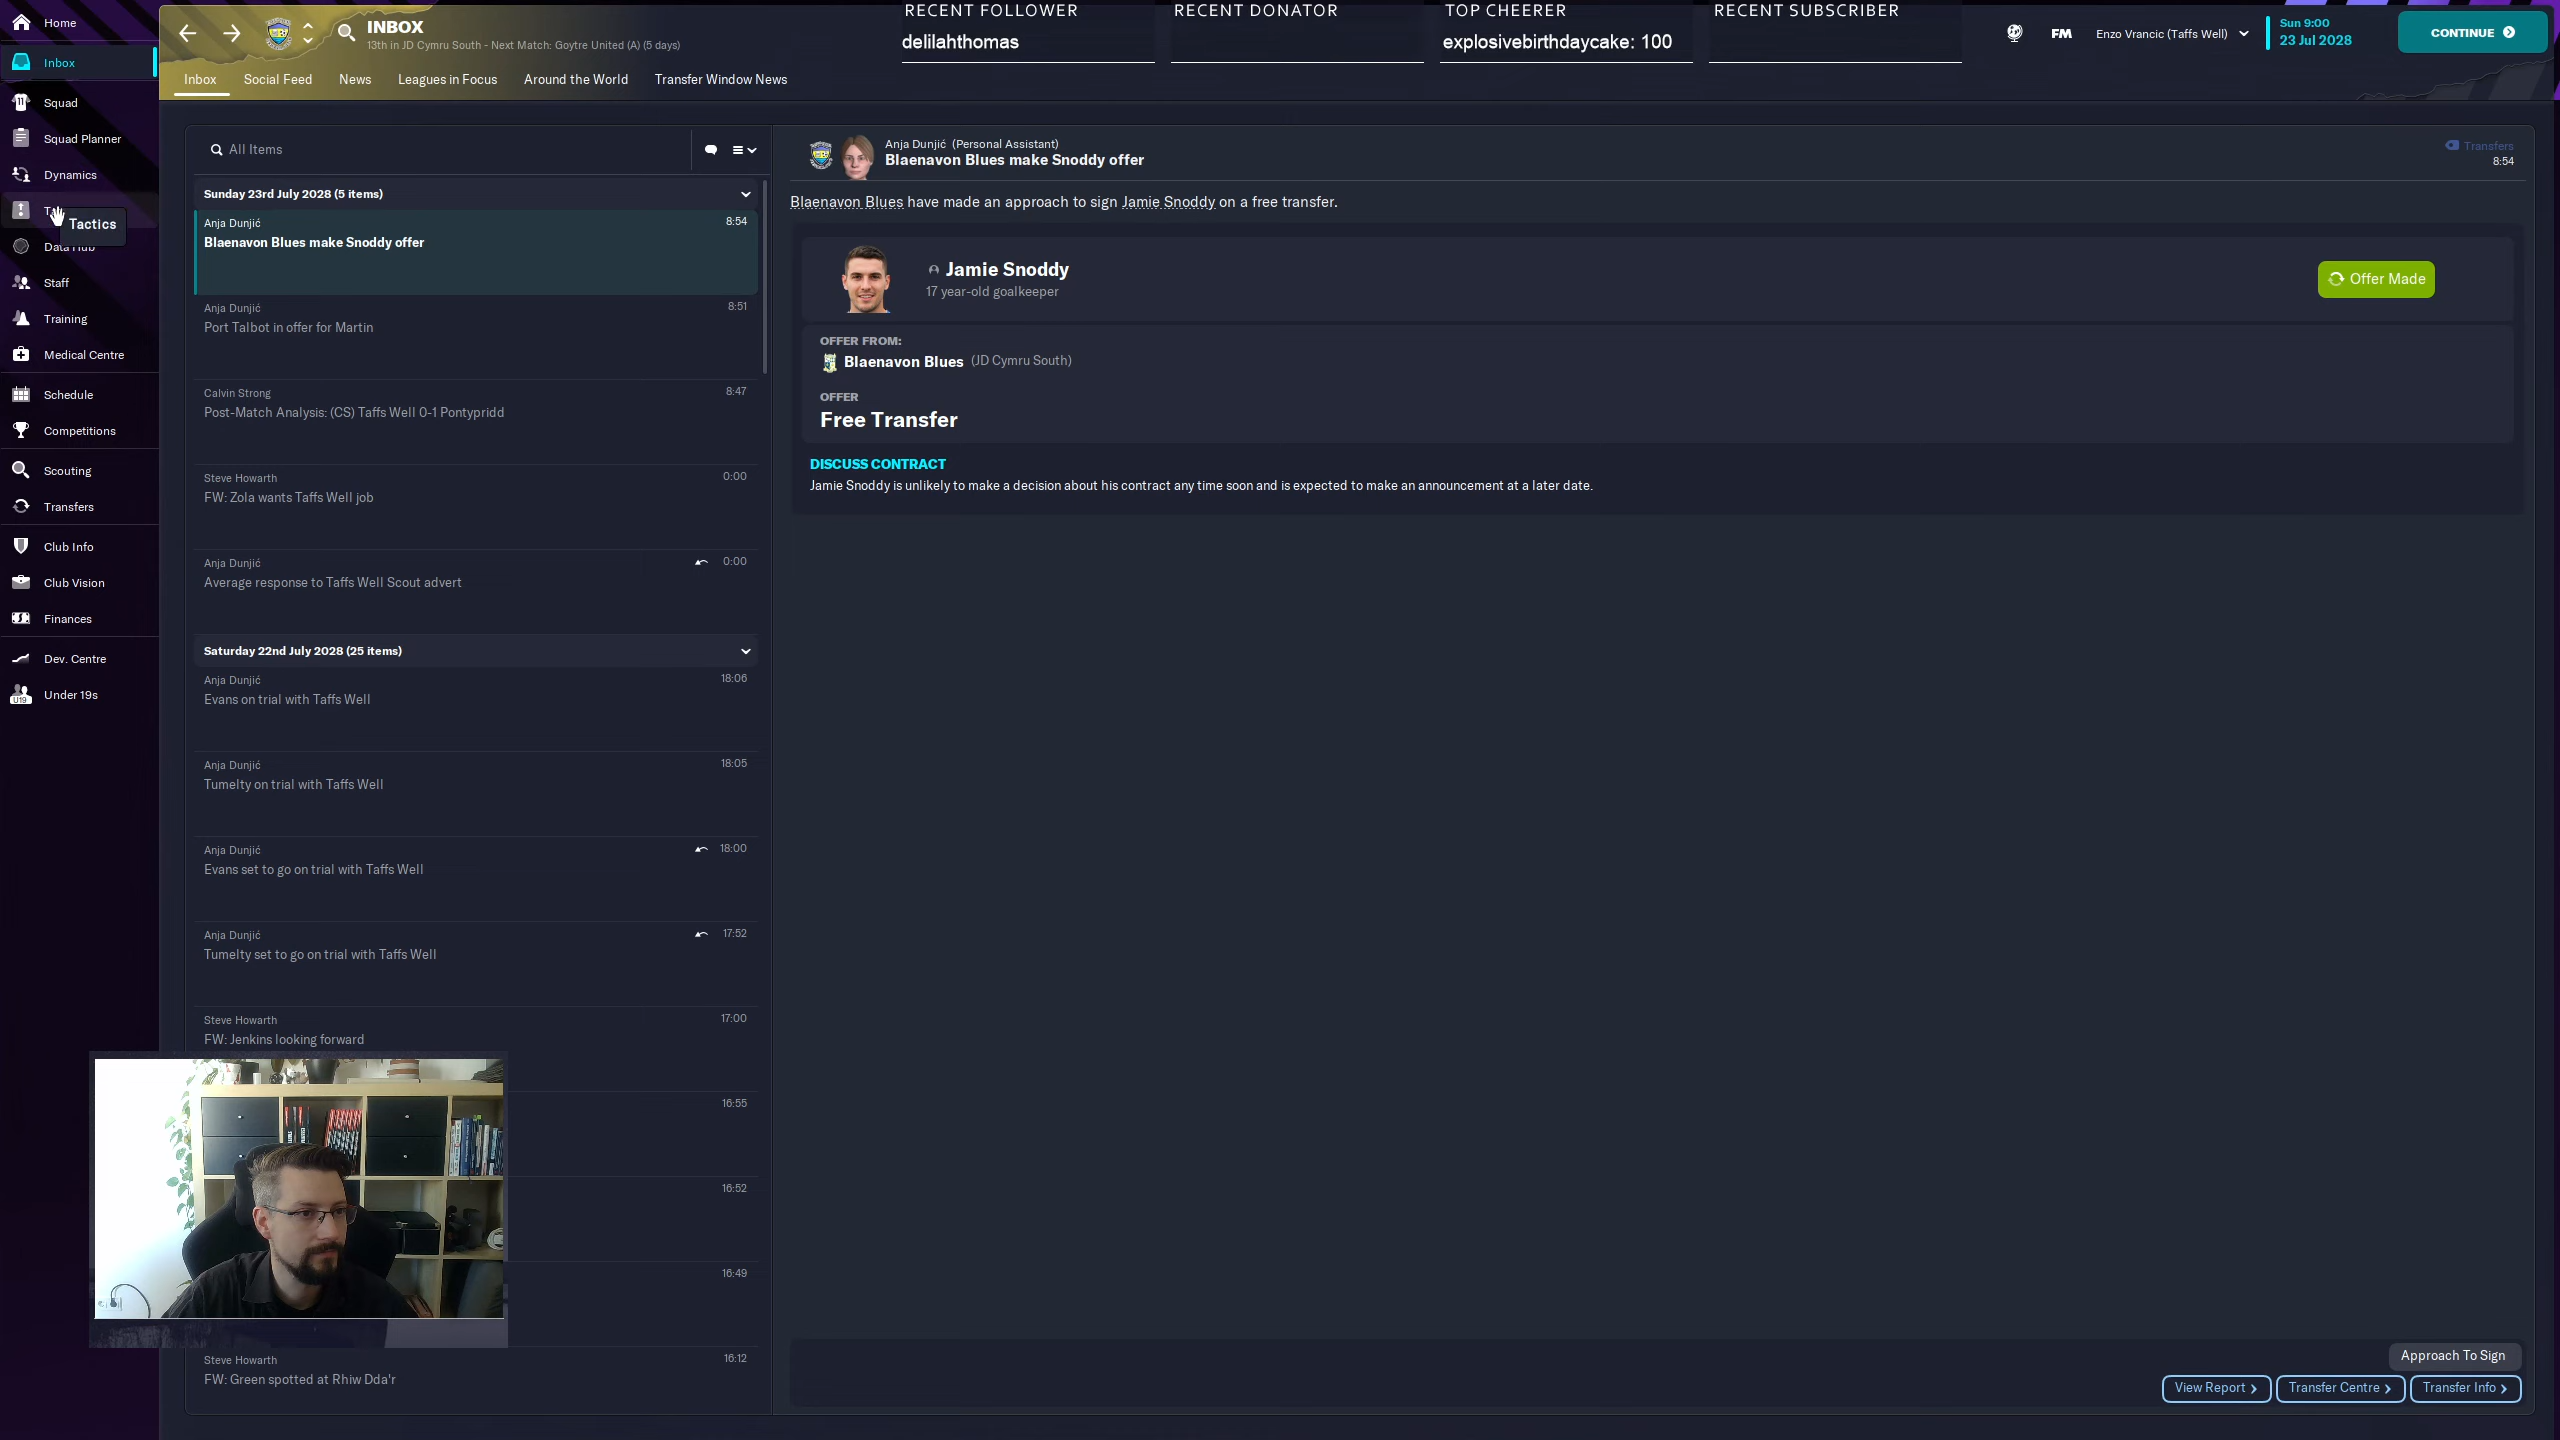 Home
Inbox
Squad
Squad Planner
Dynamics
Tactics
Data Hub
Staff
Training
Medical Centre
Schedule
Competitions
Scouting
Transfers
Club Info
Club Vision
Finances
Dev. Centre
Under 19s
INBOX
13th in JD Cymru South - Next Match: Goytre United (A) (5 days)
Inbox Social Feed News Leagues in Focus Around the World Transfer Window News
RECENT FOLLOWER
delilahthomas
RECENT DONATOR
TOP CHEERER
explosivebirthdaycake: 100
RECENT SUBSCRIBER
FM
Enzo Vrancic (Taffs Well)
Sun 9:00
23 Jul 2028
CONTINUE
All Items
Sunday 23rd July 2028 (5 items)
Anja Dunjić 8:54
Blaenavon Blues make Snoddy offer
Anja Dunjić 8:51
Port Talbot in offer for Martin
Calvin Strong 8:47
Post-Match Analysis: (CS) Taffs Well 0-1 Pontypridd
Steve Howarth 0:00
FW: Zola wants Taffs Well job
Anja Dunjić 0:00
Average response to Taffs Well Scout advert
Saturday 22nd July 2028 (25 items)
Anja Dunjić 18:06
Evans on trial with Taffs Well
Anja Dunjić 18:05
Tumelty on trial with Taffs Well
Anja Dunjić 18:00
Evans set to go on trial with Taffs Well
Anja Dunjić 17:52
Tumelty set to go on trial with Taffs Well
Steve Howarth 17:00
FW: Jenkins looking forward
16:55
16:52
16:49
Steve Howarth 16:12
FW: Green spotted at Rhiw Dda'r
Anja Dunjić (Personal Assistant)
Blaenavon Blues make Snoddy offer
Transfers
8:54
Blaenavon Blues have made an approach to sign Jamie Snoddy on a free transfer.
Jamie Snoddy
17 year-old goalkeeper
Offer Made
OFFER FROM:
Blaenavon Blues (JD Cymru South)
OFFER
Free Transfer
DISCUSS CONTRACT
Jamie Snoddy is unlikely to make a decision about his contract any time soon and is expected to make an announcement at a later date.
Approach To Sign
View Report
Transfer Centre
Transfer Info